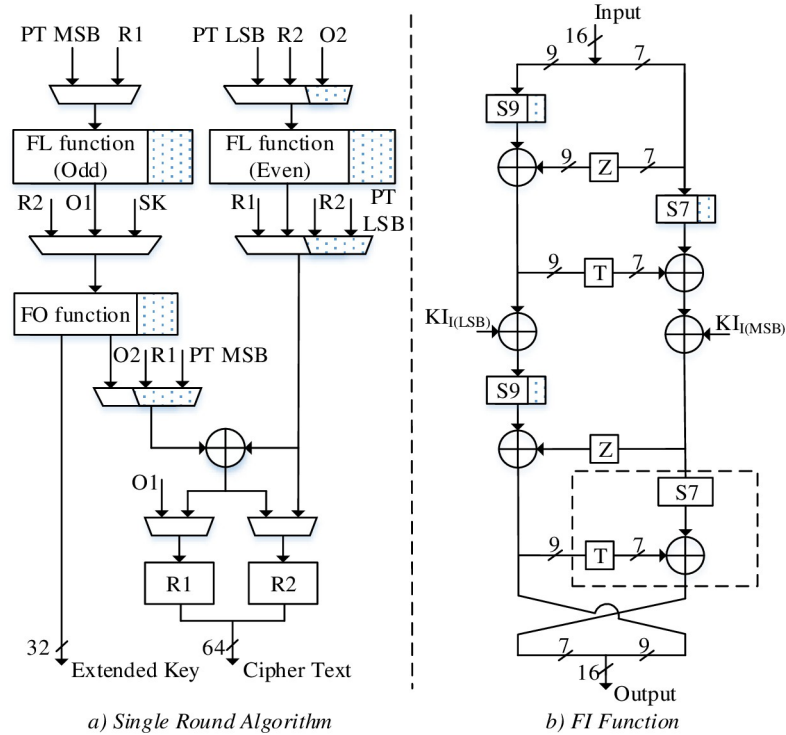 PT MSB R1
PT LSB R2 O2
FL function
(Odd)
FL function
(Even)
R2 O1 SK
R1 R2 PT
LSB
FO function
O2 R1 PT MSB
O1
R1
R2
32
64
Extended Key
Cipher Text
a) Single Round Algorithm
Input
16
9 7
S9
9 Z 7
S7
9 T 7
KII(LSB)
KII(MSB)
S9
Z
S7
9 T 7
7 9
16
Output
b) FI Function